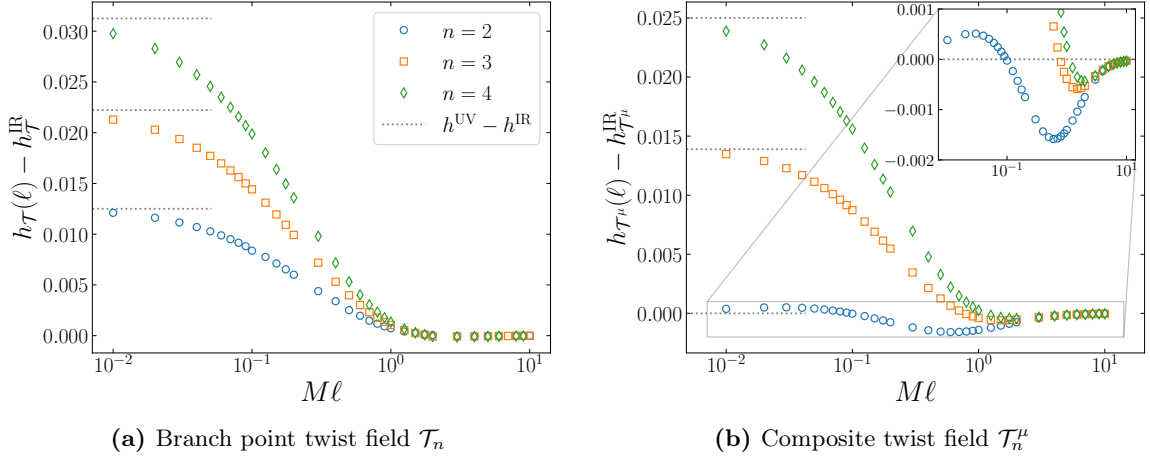 0.030
0.025
0.020
0.015
0.010
0.005
0.000
h_𝒯(ℓ) − h_𝒯^IR
n = 2
n = 3
n = 4
h^UV − h^IR
10^−2
10^−1
10^0
10^1
Mℓ
(a) Branch point twist field 𝒯_n
0.025
0.020
0.015
0.010
0.005
0.000
h_𝒯^μ(ℓ) − h_𝒯^μ^IR
0.001
0.000
−0.001
−0.002
10^−1
10^1
10^−2
10^−1
10^0
10^1
Mℓ
(b) Composite twist field 𝒯_n^μ